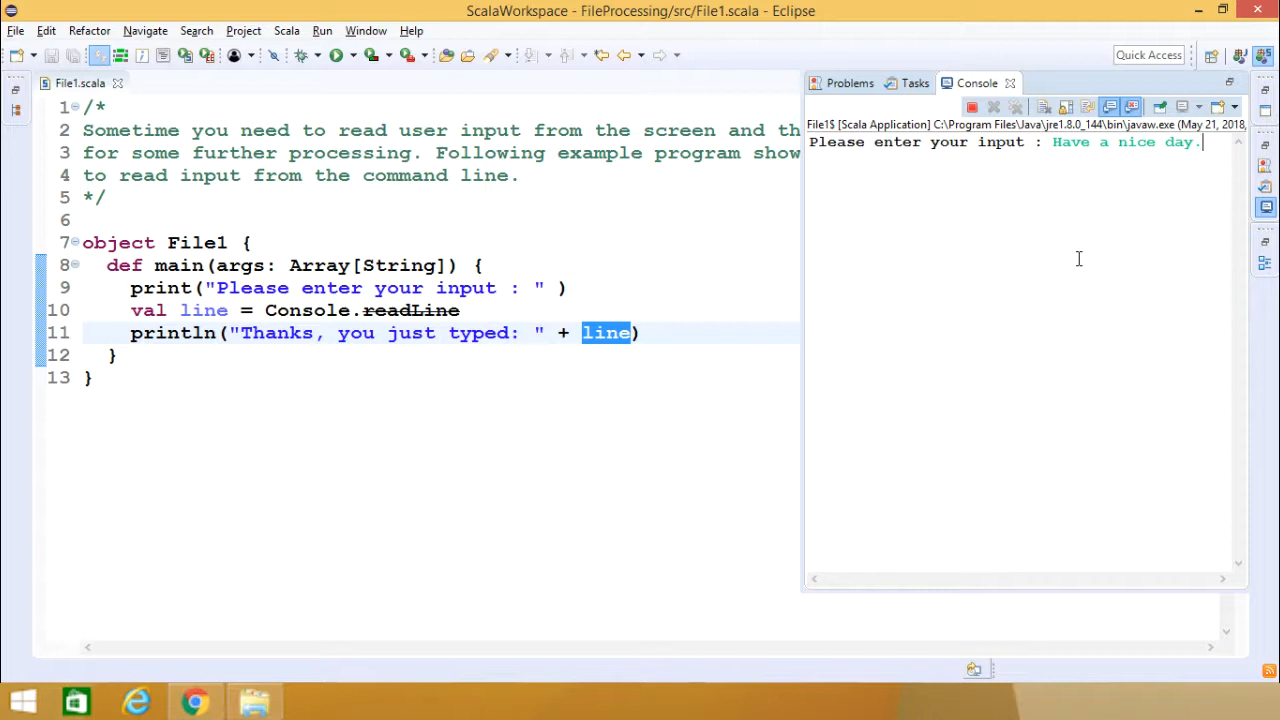 ScalaWorkspace - FileProcessing/src/File1.scala - Eclipse
File Edit Refactor Navigate Search Project Scala Run Window Help
Quick Access
File1.scala
Problems Tasks Console
File1$ [Scala Application] C:\Program Files\Java\jre1.8.0_144\bin\javaw.exe (May 21, 2018,
Please enter your input : Have a nice day.
1 /*
2 Sometime you need to read user input from the screen and th
3 for some further processing. Following example program show
4 to read input from the command line.
5 */
6
7 object File1 {
8 def main(args: Array[String]) {
9 print("Please enter your input : " )
10 val line = Console.readLine
11 println("Thanks, you just typed: " + line)
12 }
13 }